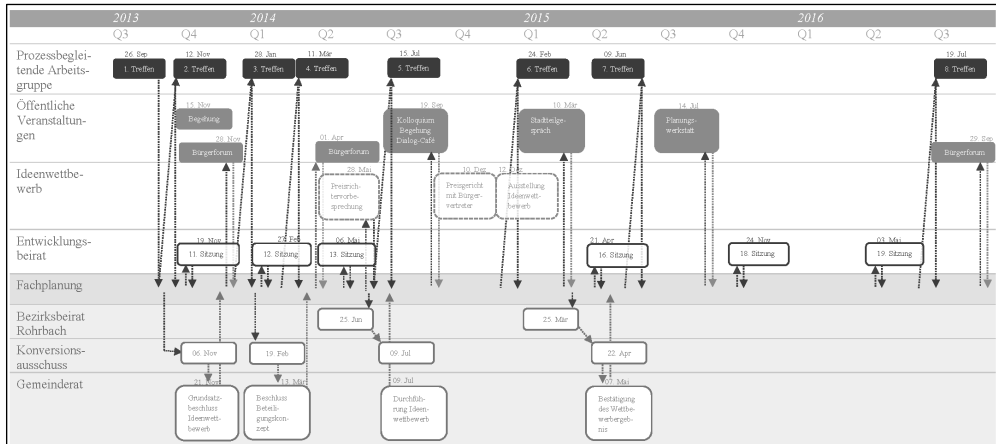 2013 2014 2015 2016
Q3 Q4 Q1 Q2 Q3 Q4 Q1 Q2 Q3 Q4 Q1 Q2 Q3
Prozessbeglei-
tende Arbeits-
gruppe
26. Sep 12. Nov 28. Jan 11. Mär 15. Jul 24. Feb 09. Jun 19. Jul
1. Treffen 2. Treffen 3. Treffen 4. Treffen 5. Treffen 6. Treffen 7. Treffen 8. Treffen
Öffentliche
Veranstaltun-
gen
15. Nov
Begehung
28. Nov
Bürgerforum
01. Apr
Bürgerforum
19. Sep
Kolloquium
Begehung
Dialog-Café
10. Mär
Stadtteilge-
spräch
14. Jul
Planungs-
werkstatt
29. Sep
Bürgerforum
Ideenwettbe-
werb
28. Mai
Preisrich-
tervorbe-
sprechung
10. Dez
Preisgericht
mit Bürger-
vertreter
12. Dez
Ausstellung
Ideenwett-
bewerb
Entwicklungs-
beirat
19. Nov
11. Sitzung
27. Feb
12. Sitzung
06. Mai
13. Sitzung
21. Apr
16. Sitzung
24. Nov
18. Sitzung
03. Mai
19. Sitzung
Fachplanung
Bezirksbeirat
Rohrbach
25. Jun 25. Mär
Konversions-
ausschuss
06. Nov 19. Feb 09. Jul 22. Apr
Gemeinderat
21. Nov
Grundsatz-
beschluss
Ideenwett-
bewerb
13. Mär
Beschluss
Beteili-
gungskon-
zept
09. Jul
Durchfüh-
rung Ideen-
wettbewerb
07. Mai
Bestätigung
des Wettbe-
werbergeb-
nis